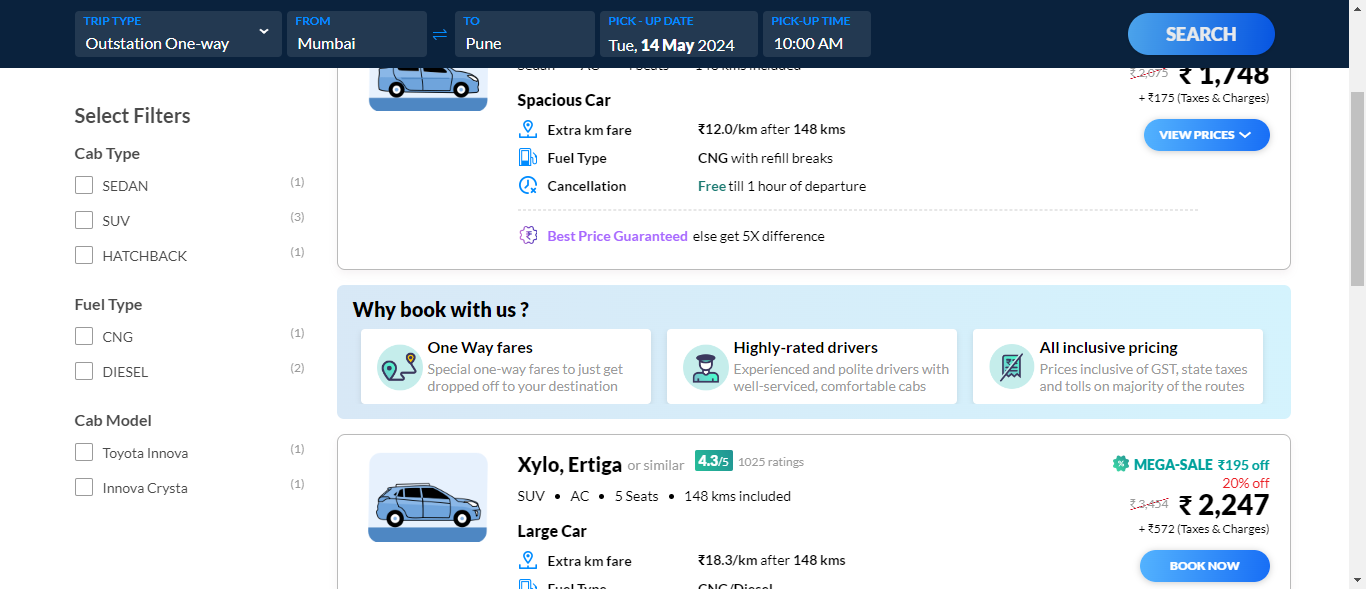 TRIP TYPE
Outstation One-way
FROM
Mumbai
TO
Pune
PICK - UP DATE
Tue, 14 May 2024
PICK-UP TIME
10:00 AM
SEARCH
Select Filters
Cab Type
SEDAN (1)
SUV (3)
HATCHBACK (1)
Fuel Type
CNG (1)
DIESEL (2)
Cab Model
Toyota Innova (1)
Innova Crysta (1)
Sedan AC 4 Seats 148 kms included
₹ 2,075 ₹ 1,748
+ ₹175 (Taxes & Charges)
VIEW PRICES
Spacious Car
Extra km fare ₹12.0/km after 148 kms
Fuel Type CNG with refill breaks
Cancellation Free till 1 hour of departure
Best Price Guaranteed else get 5X difference
Why book with us ?
One Way fares
Special one-way fares to just get
dropped off to your destination
Highly-rated drivers
Experienced and polite drivers with
well-serviced, comfortable cabs
All inclusive pricing
Prices inclusive of GST, state taxes
and tolls on majority of the routes
Xylo, Ertiga or similar 4.3/5 1025 ratings
SUV • AC • 5 Seats • 148 kms included
MEGA-SALE ₹195 off
20% off
₹ 3,454 ₹ 2,247
+ ₹572 (Taxes & Charges)
BOOK NOW
Large Car
Extra km fare ₹18.3/km after 148 kms
Fuel Type CNG/Diesel